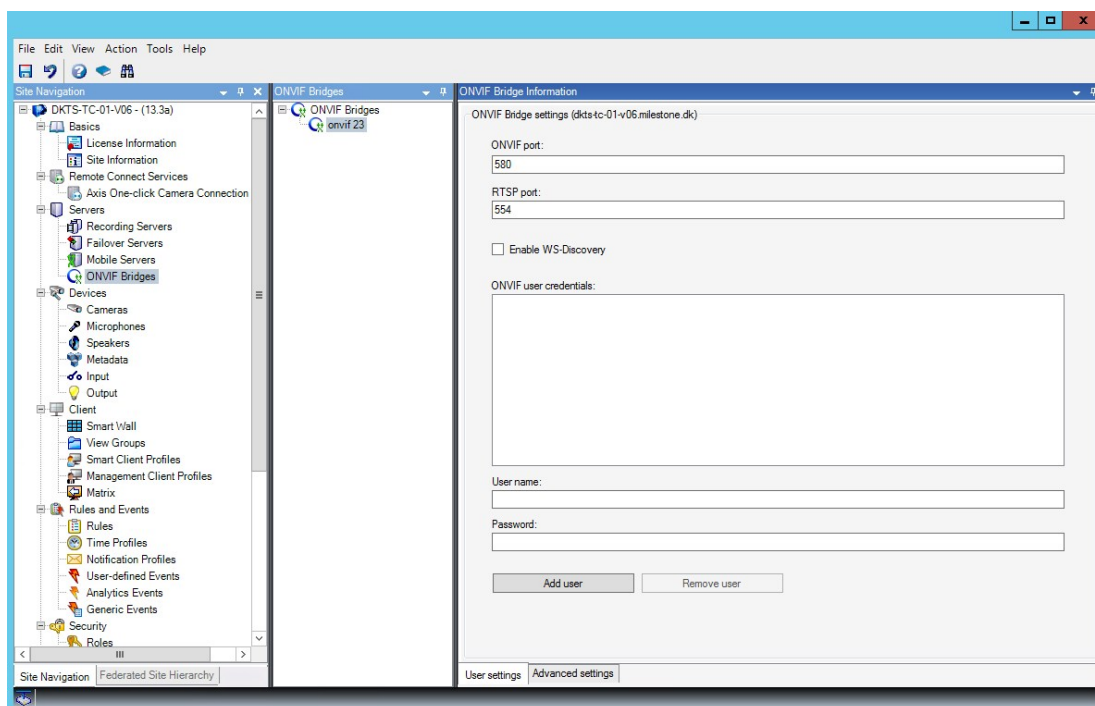 File Edit View Action Tools Help
Site Navigation
DKTS-TC-01-V06 - (13.3a)
Basics
License Information
Site Information
Remote Connect Services
Axis One-click Camera Connection
Servers
Recording Servers
Failover Servers
Mobile Servers
ONVIF Bridges
Devices
Cameras
Microphones
Speakers
Metadata
Input
Output
Client
Smart Wall
View Groups
Smart Client Profiles
Management Client Profiles
Matrix
Rules and Events
Rules
Time Profiles
Notification Profiles
User-defined Events
Analytics Events
Generic Events
Security
Roles
Site Navigation Federated Site Hierarchy
ONVIF Bridges
ONVIF Bridges
onvif 23
ONVIF Bridge Information
ONVIF Bridge settings (dkts-tc-01-v06.milestone.dk)
ONVIF port:
580
RTSP port:
554
Enable WS-Discovery
ONVIF user credentials:
User name:
Password:
Add user Remove user
User settings Advanced settings